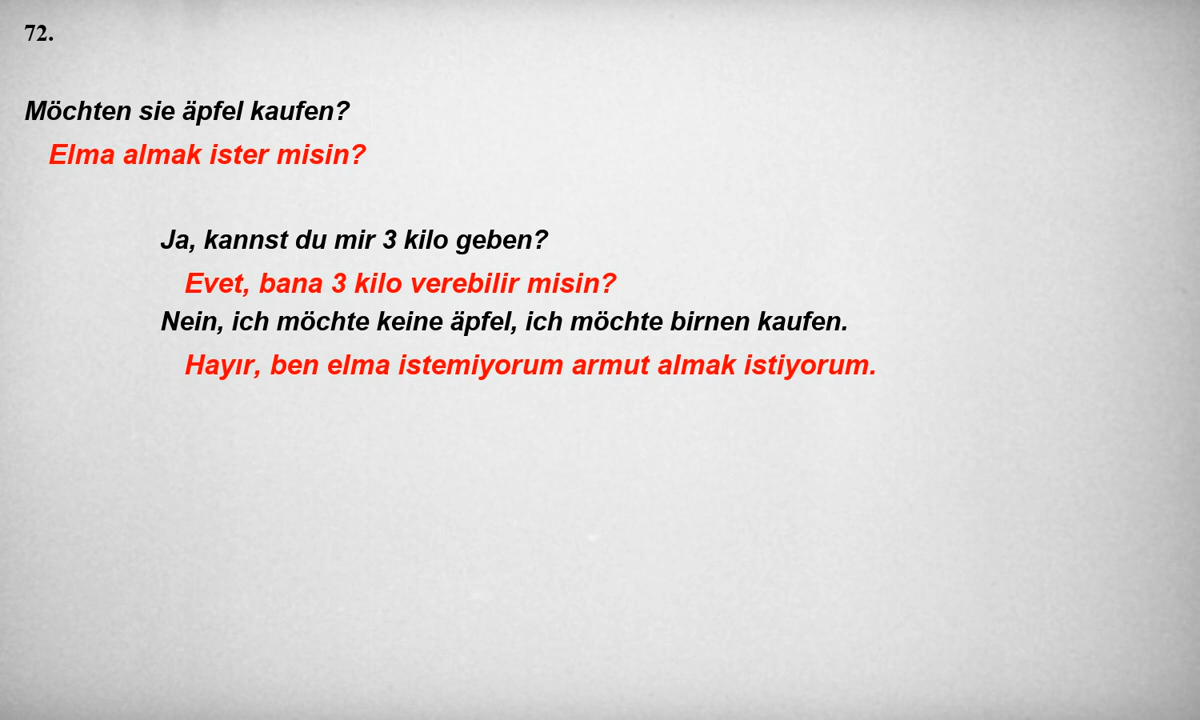 72.
Möchten sie äpfel kaufen?
Elma almak ister misin?
Ja, kannst du mir 3 kilo geben?
Evet, bana 3 kilo verebilir misin?
Nein, ich möchte keine äpfel, ich möchte birnen kaufen.
Hayır, ben elma istemiyorum armut almak istiyorum.